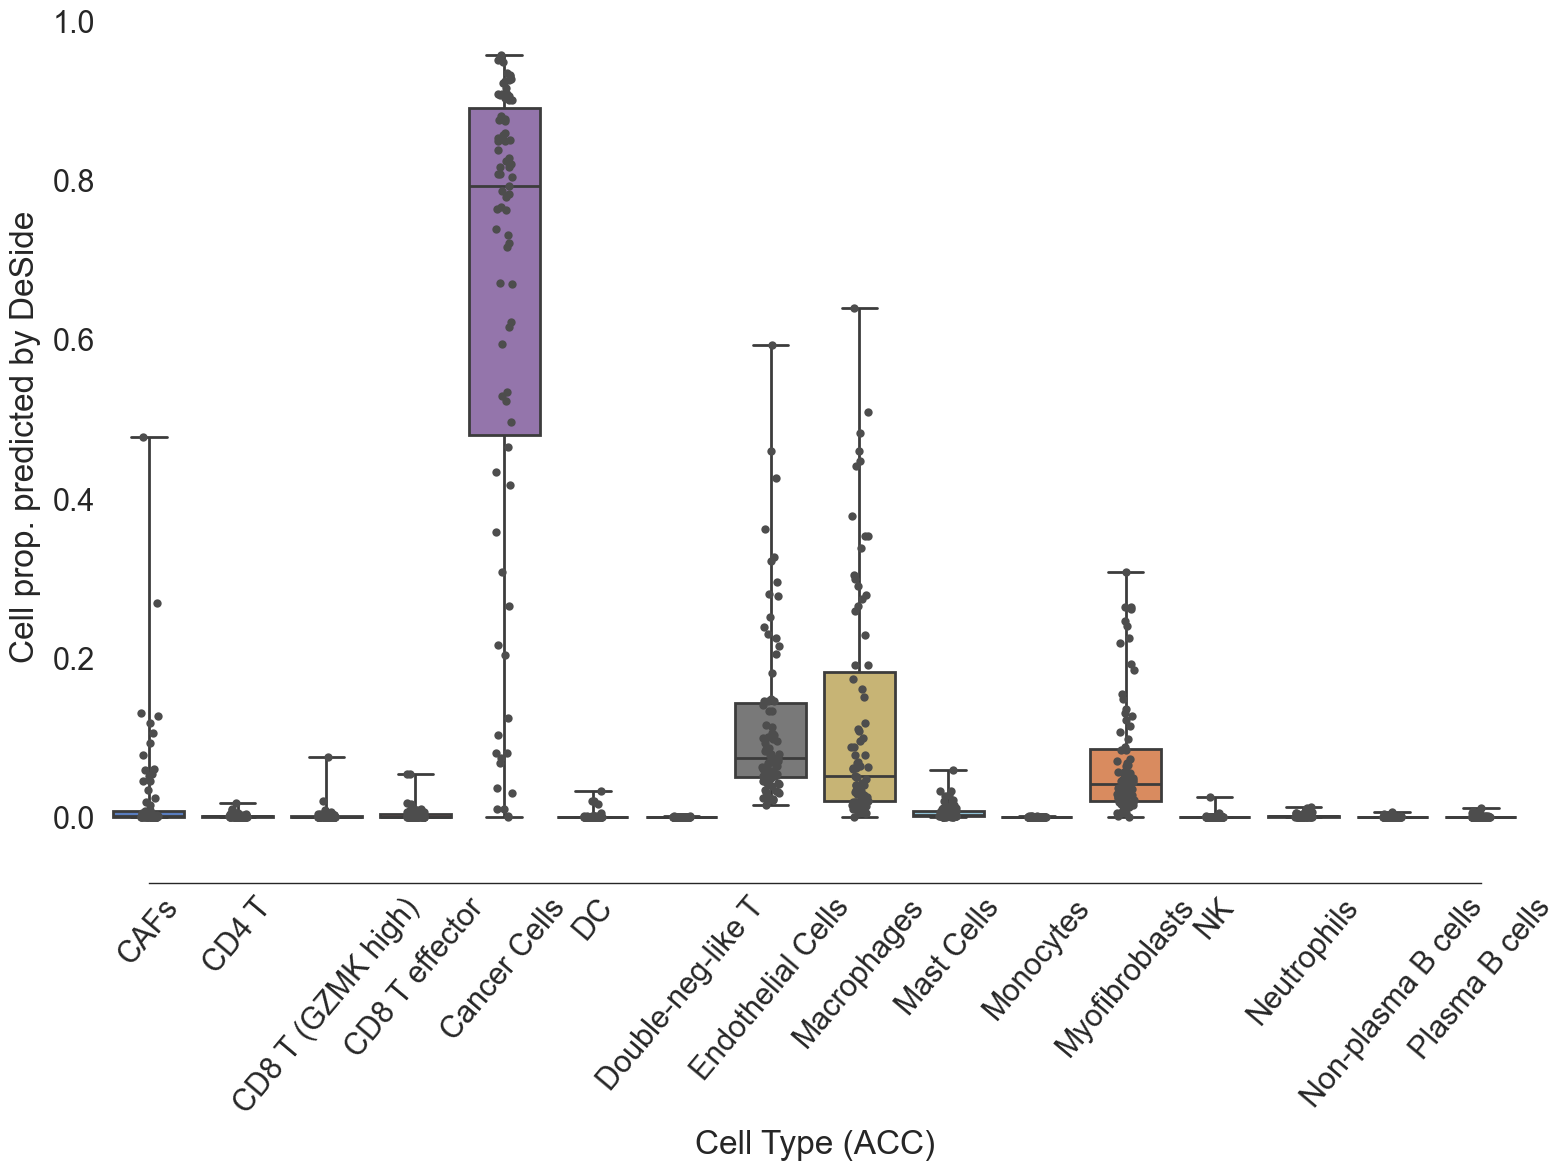 1.0
0.8
0.6
0.4
0.2
0.0
Cell prop. predicted by DeSide
CAFs
CD4 T
CD8 T (GZMK high)
CD8 T effector
Cancer Cells
DC
Double-neg-like T
Endothelial Cells
Macrophages
Mast Cells
Monocytes
Myofibroblasts
NK
Neutrophils
Non-plasma B cells
Plasma B cells
Cell Type (ACC)